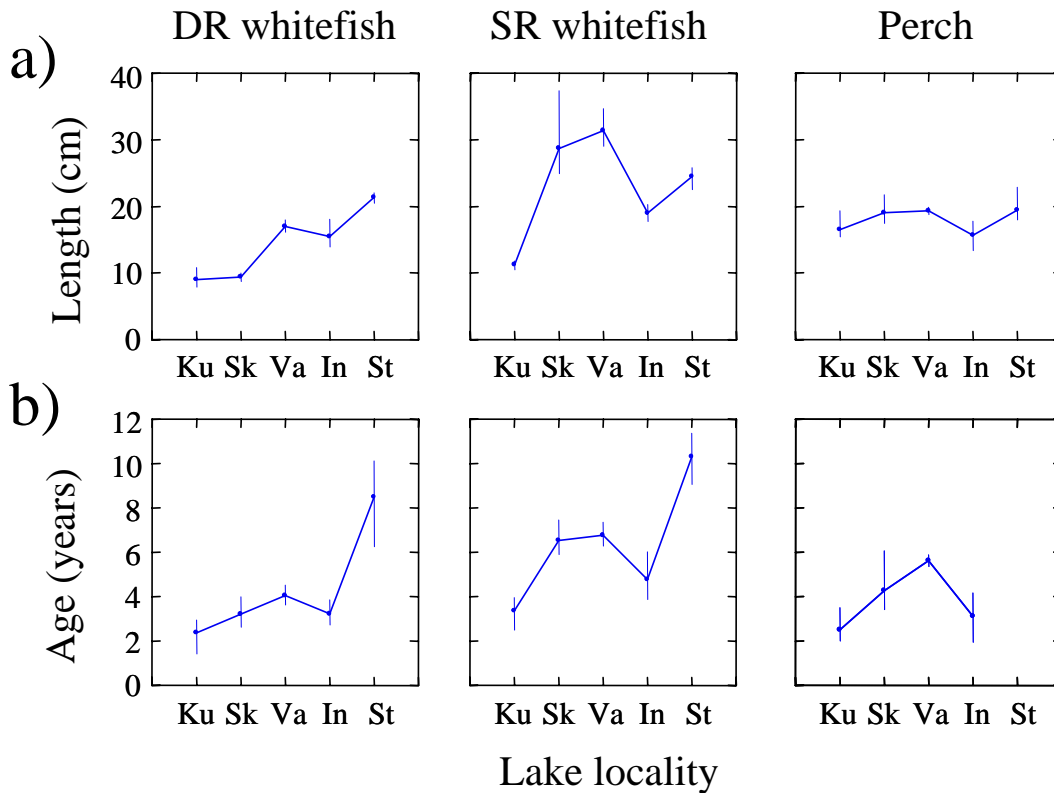 DR whitefish SR whitefish Perch
a)
Length (cm)
40
30
20
10
0
Ku Sk Va In St Ku Sk Va In St Ku Sk Va In St
b)
Age (years)
12
10
8
6
4
2
0
Ku Sk Va In St Ku Sk Va In St Ku Sk Va In St
Lake locality